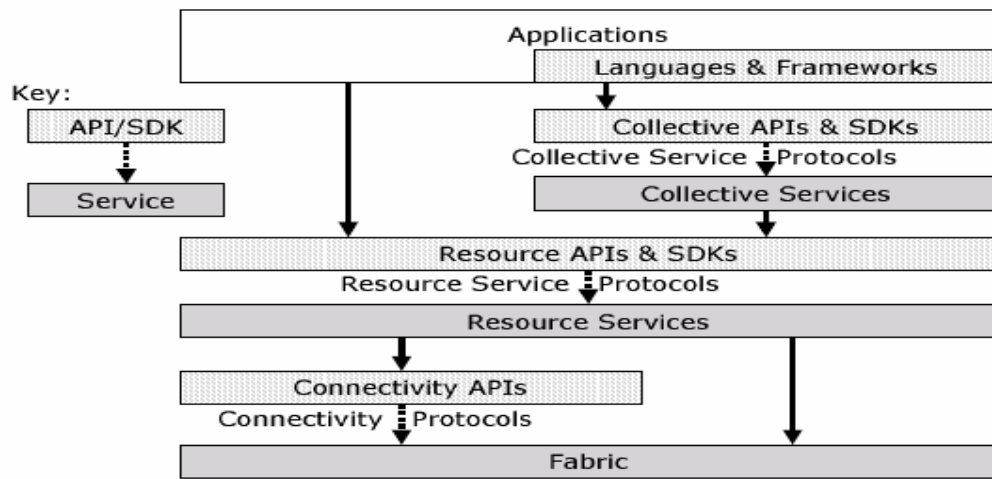 Applications
Languages & Frameworks
Key:
API/SDK
Collective APIs & SDKs
Collective Service Protocols
Service
Collective Services
Resource APIs & SDKs
Resource Service Protocols
Resource Services
Connectivity APIs
Connectivity Protocols
Fabric